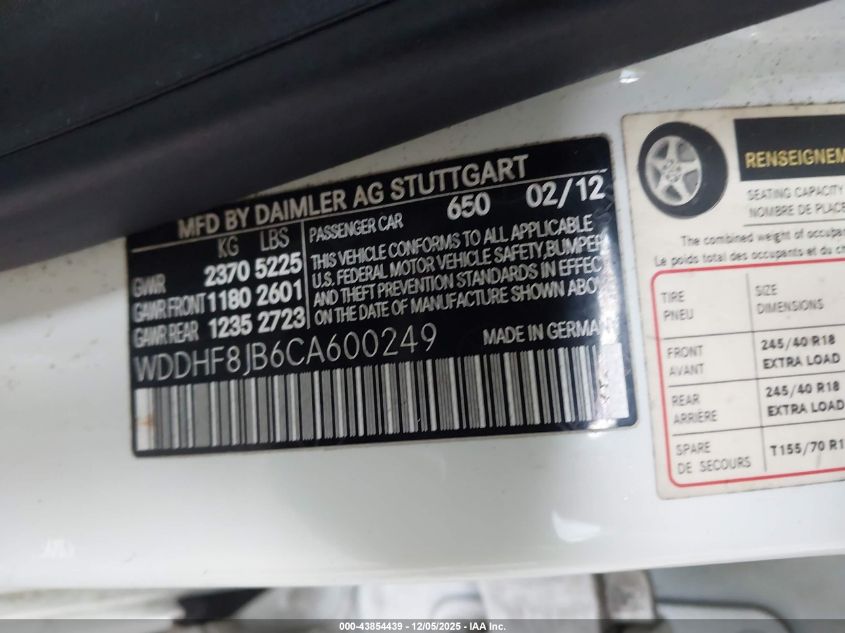 MFD BY DAIMLER AG STUTTGART
KG LBS
GVWR 2370 5225
GAWR FRONT 1180 2601
GAWR REAR 1235 2723
PASSENGER CAR 650 02/12
THIS VEHICLE CONFORMS TO ALL APPLICABLE
U.S. FEDERAL MOTOR VEHICLE SAFETY, BUMPER
AND THEFT PREVENTION STANDARDS IN EFFECT
ON THE DATE OF MANUFACTURE SHOWN ABO
WDDHF8JB6CA600249
MADE IN GERMA
RENSEIGNEM
SEATING CAPACITY
NOMBRE DE PLACE
The combined weight of occupa
Le poids total des occupants et du c
TIRE SIZE
PNEU DIMENSIONS
FRONT 245/40 R18
AVANT EXTRA LOAD
REAR 245/40 R18
ARRIÈRE EXTRA LOAD
SPARE T155/70 R1
DE SECOURS
000-43854439 - 12/05/2025 - IAA Inc.